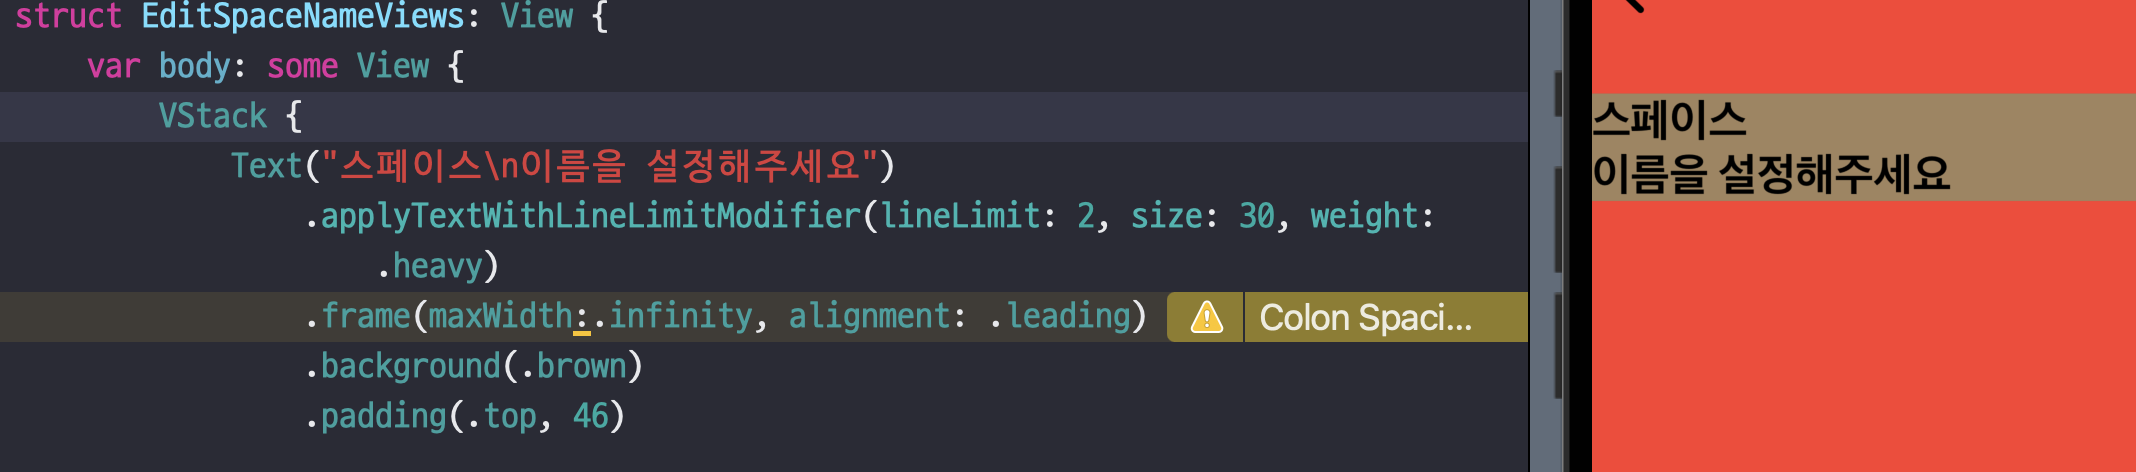 struct EditSpaceNameViews: View {
var body: some View {
VStack {
Text("스페이스\n이름을 설정해주세요")
.applyTextWithLineLimitModifier(lineLimit: 2, size: 30, weight:
.heavy)
.frame(maxWidth:.infinity, alignment: .leading)
Colon Spaci...
.background(.brown)
.padding(.top, 46)
스페이스
이름을 설정해주세요